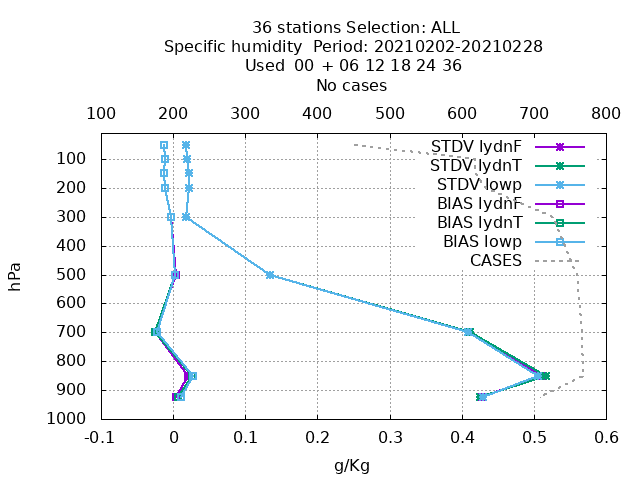 36 stations Selection: ALL
Specific humidity  Period: 20210202-20210228
Used  00 + 06 12 18 24 36
No cases
100 200 300 400 500 600 700 800
STDV lydnF
STDV lydnT
STDV lowp
BIAS lydnF
BIAS lydnT
BIAS lowp
CASES
hPa
100
200
300
400
500
600
700
800
900
1000
-0.1 0 0.1 0.2 0.3 0.4 0.5 0.6
g/Kg